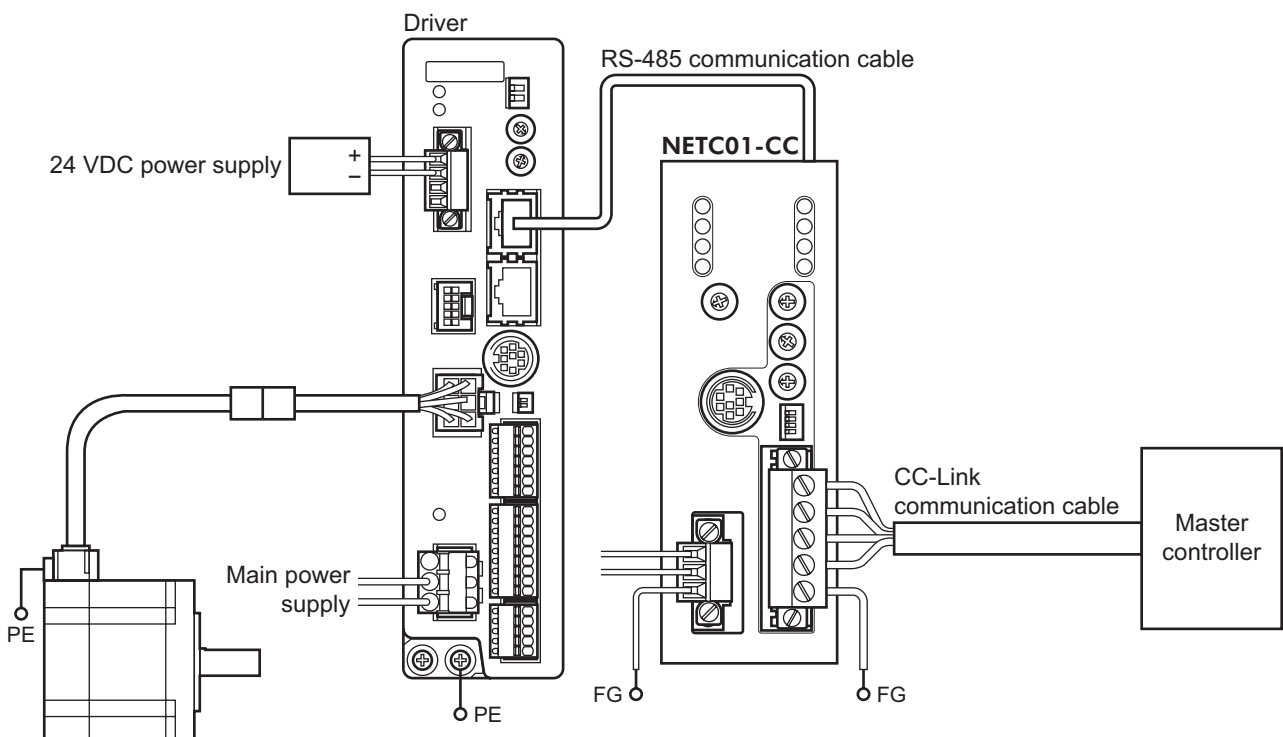 Driver
RS-485 communication cable
NETC01-CC
24 VDC power supply
+
−
CC-Link
communication cable
Master
controller
Main power
supply
PE
PE
FG
FG